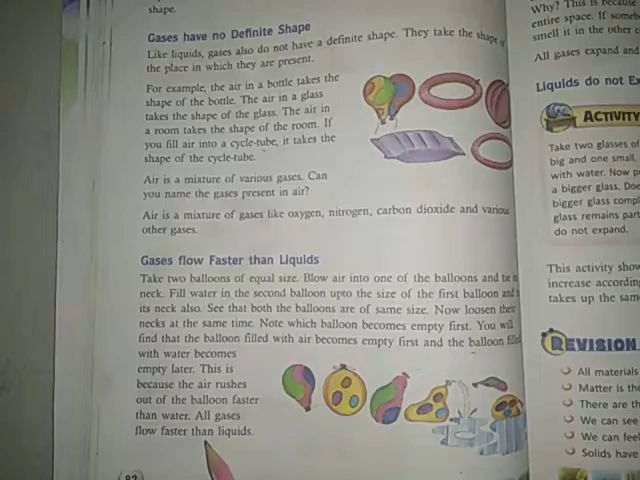 shape.
Gases have no Definite Shape
Like liquids, gases also do not have a definite shape. They take the shape of
the place in which they are present.
For example, the air in a bottle takes the
shape of the bottle. The air in a glass
takes the shape of the glass. The air in
a room takes the shape of the room. If
you fill air into a cycle-tube, it takes the
shape of the cycle-tube.
Air is a mixture of various gases. Can
you name the gases present in air?
Air is a mixture of gases like oxygen, nitrogen, carbon dioxide and various
other gases.
Gases flow Faster than Liquids
Take two balloons of equal size. Blow air into one of the balloons and tie its
neck. Fill water in the second balloon upto the size of the first balloon and
its neck also. See that both the balloons are of same size. Now loosen their
necks at the same time. Note which balloon becomes empty first. You will
find that the balloon filled with air becomes empty first and the balloon filled
with water becomes
empty later. This is
because the air rushes
out of the balloon faster
than water. All gases
flow faster than liquids.
82
Why? This is because
entire space. If
smell it in the other
All gases expand and
Liquids do not
ACTIVITY
Take two glasses of
big and one small.
with water. Now
a bigger glass.
bigger glass
glass remains
do not expand.
This activity
increase
takes up the
REVISION
All materials
Matter is
There are
We can see
We can feel
Solids have